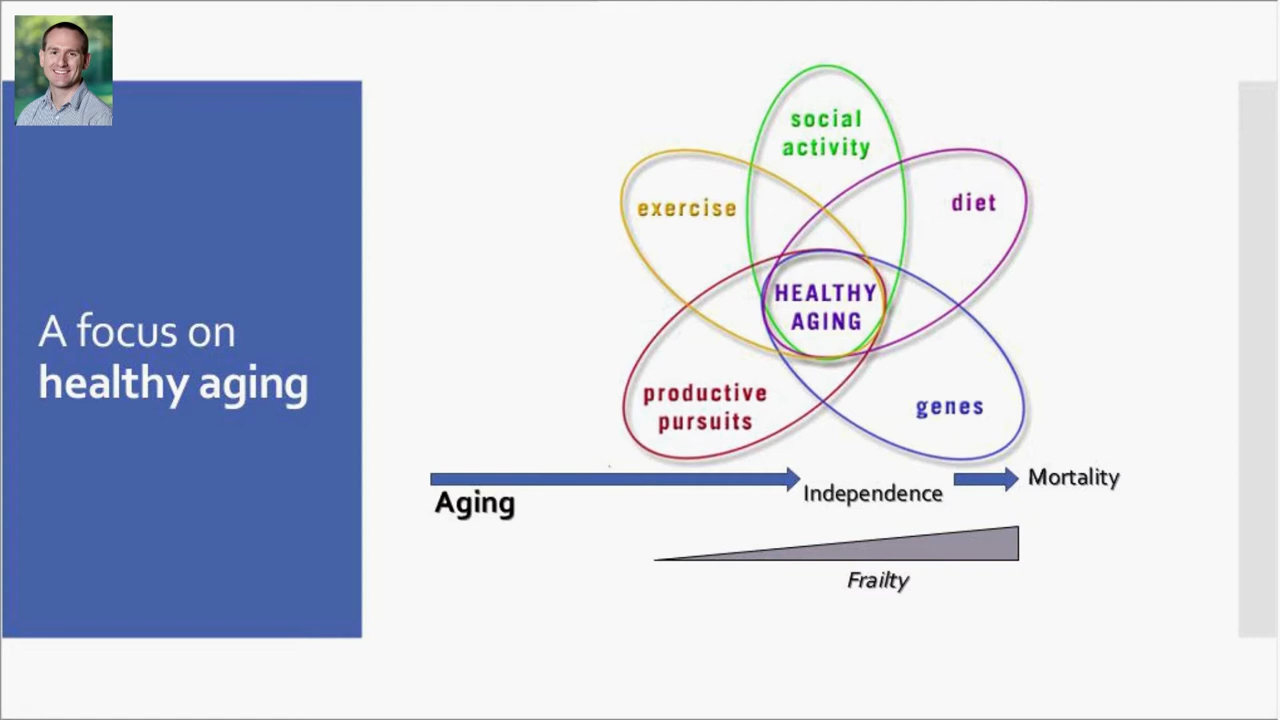 A focus on
healthy aging
social
activity
exercise
diet
HEALTHY
AGING
productive
pursuits
genes
Aging
Independence
Mortality
Frailty